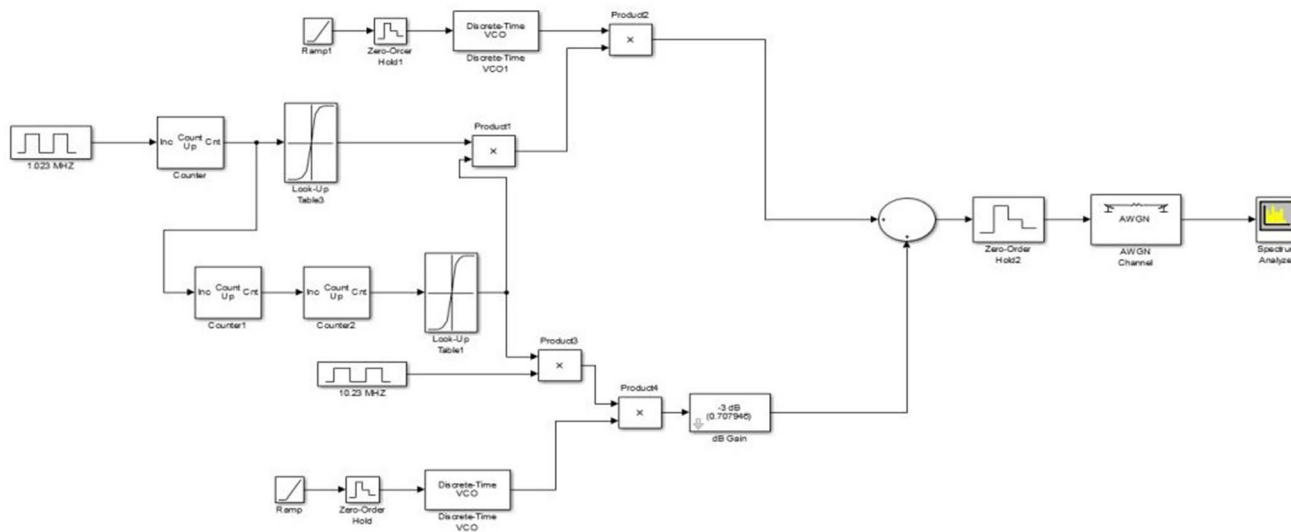 Product2
×
Discrete-Time
VCO
Ramp1
Zero-Order
Hold1
Discrete-Time
VCO1
1.023 MHZ
Inc Count Up Cnt
Counter
Look-Up
Table3
Product1
×
Inc Count Up Cnt
Counter1
Inc Count Up Cnt
Counter2
Look-Up
Table1
10.23 MHZ
Product3
×
Product4
×
-3 dB
(0.707946)
dB Gain
Ramp
Zero-Order
Hold
Discrete-Time
VCO
Discrete-Time
VCO
+
+
Zero-Order
Hold2
AWGN
AWGN
Channel
Spectrum
Analyze